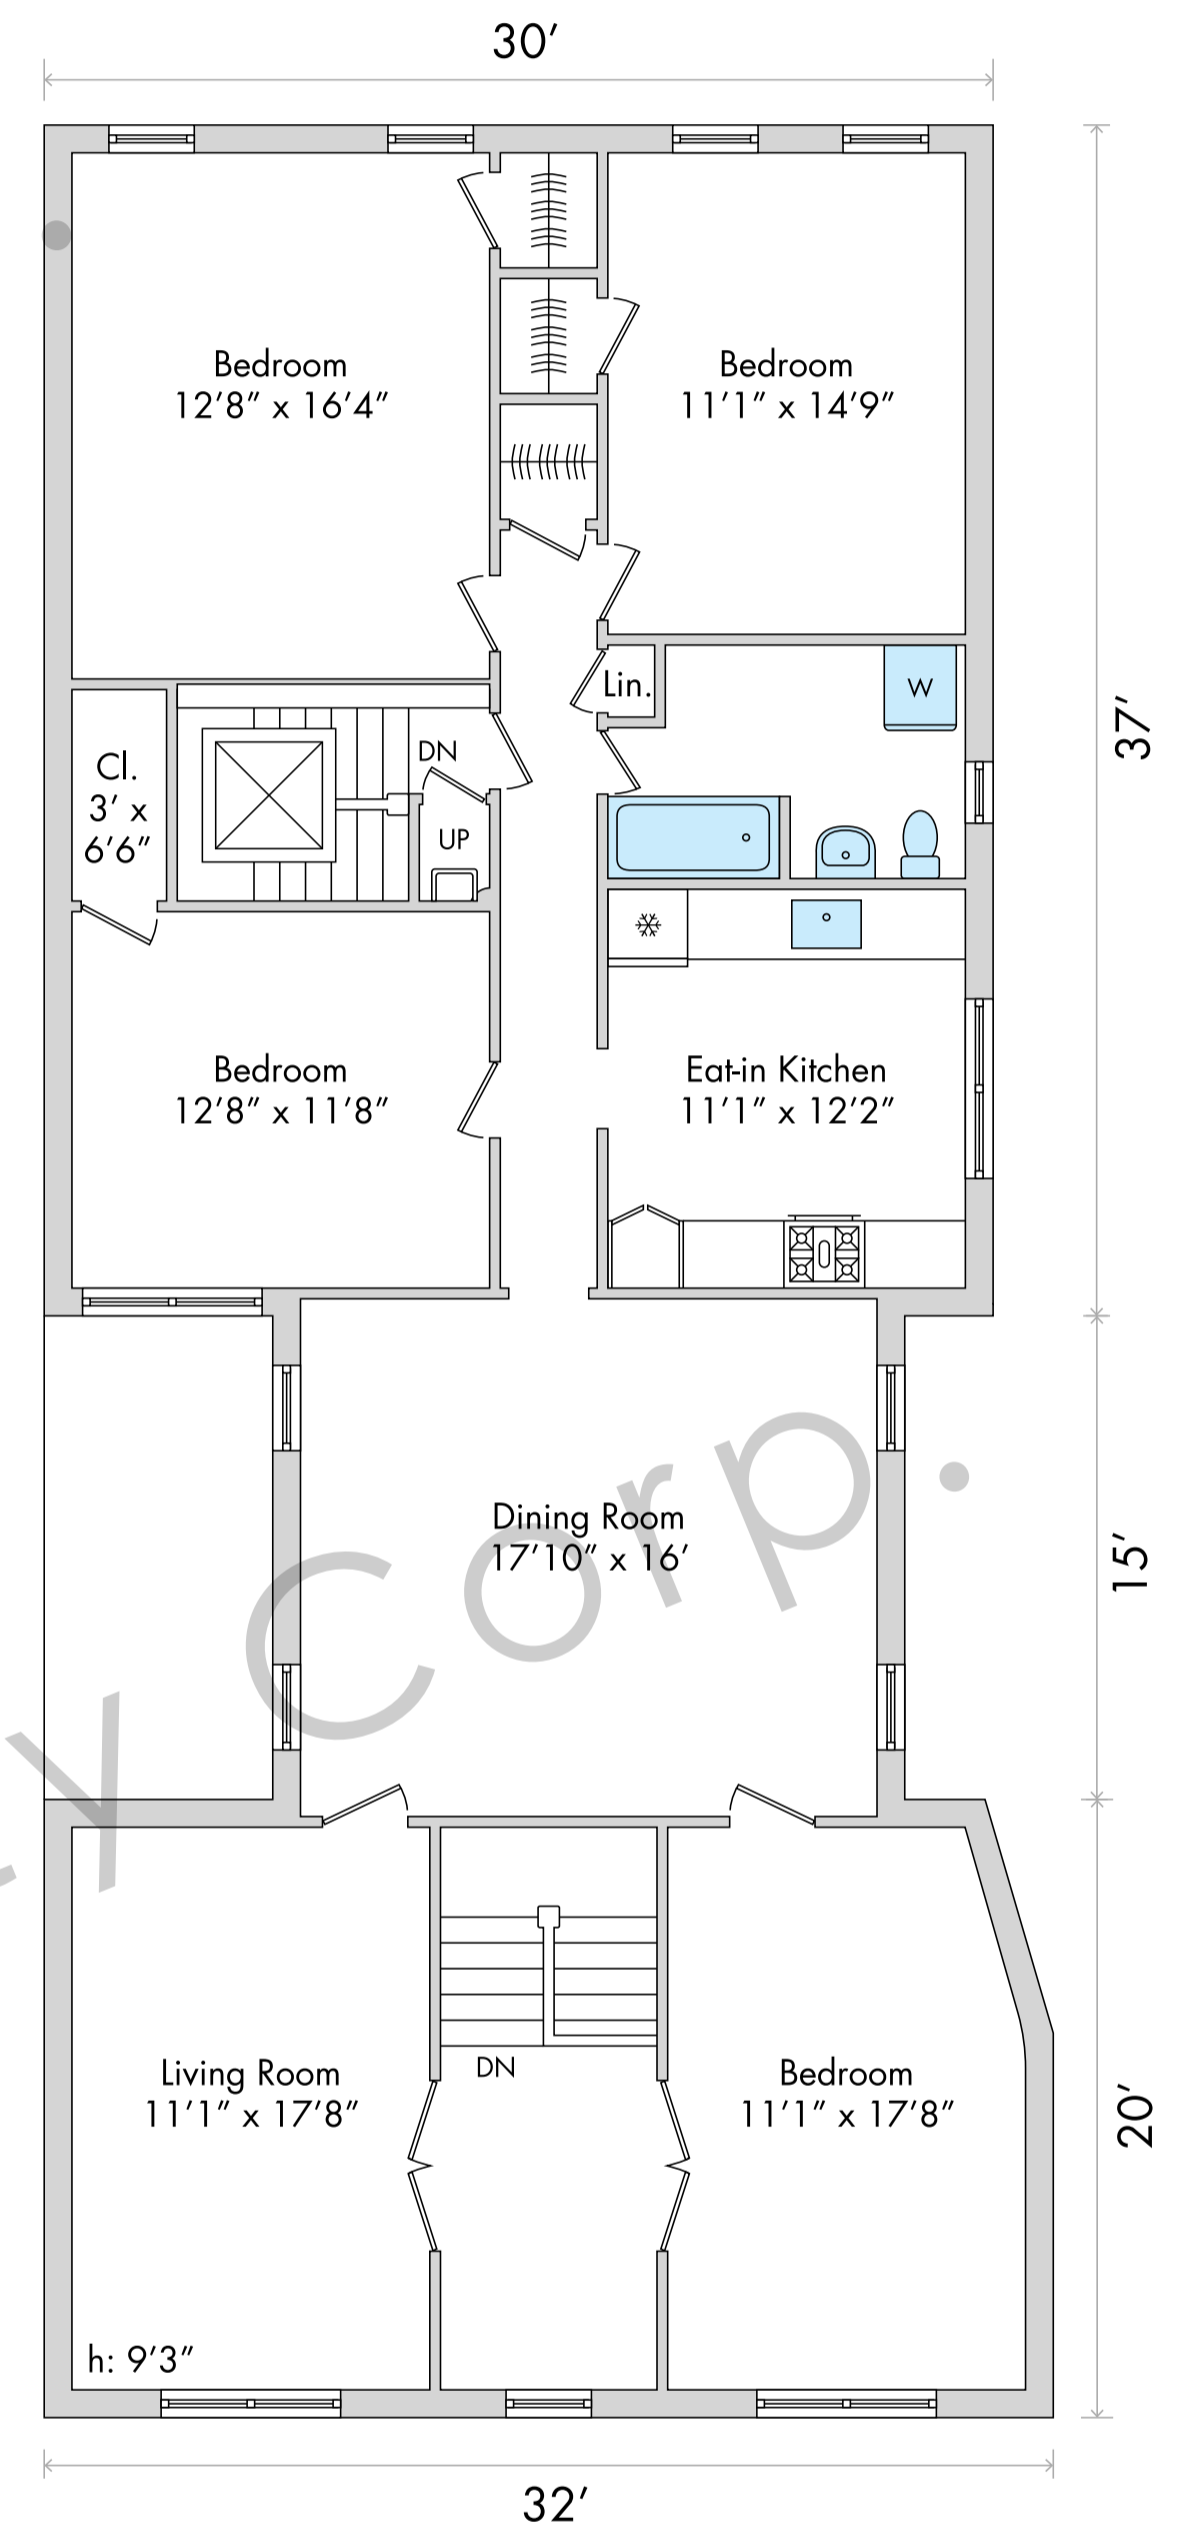 30′
Bedroom
12′8″ x 16′4″
Bedroom
11′1″ x 14′9″
37′
Lin.
W
Cl.
3′ x
6′6″
DN
UP
Bedroom
12′8″ x 11′8″
Eat-in Kitchen
11′1″ x 12′2″
Dining Room
17′10″ x 16′
15′
y Corp.
Living Room
11′1″ x 17′8″
DN
Bedroom
11′1″ x 17′8″
20′
h: 9′3″
32′